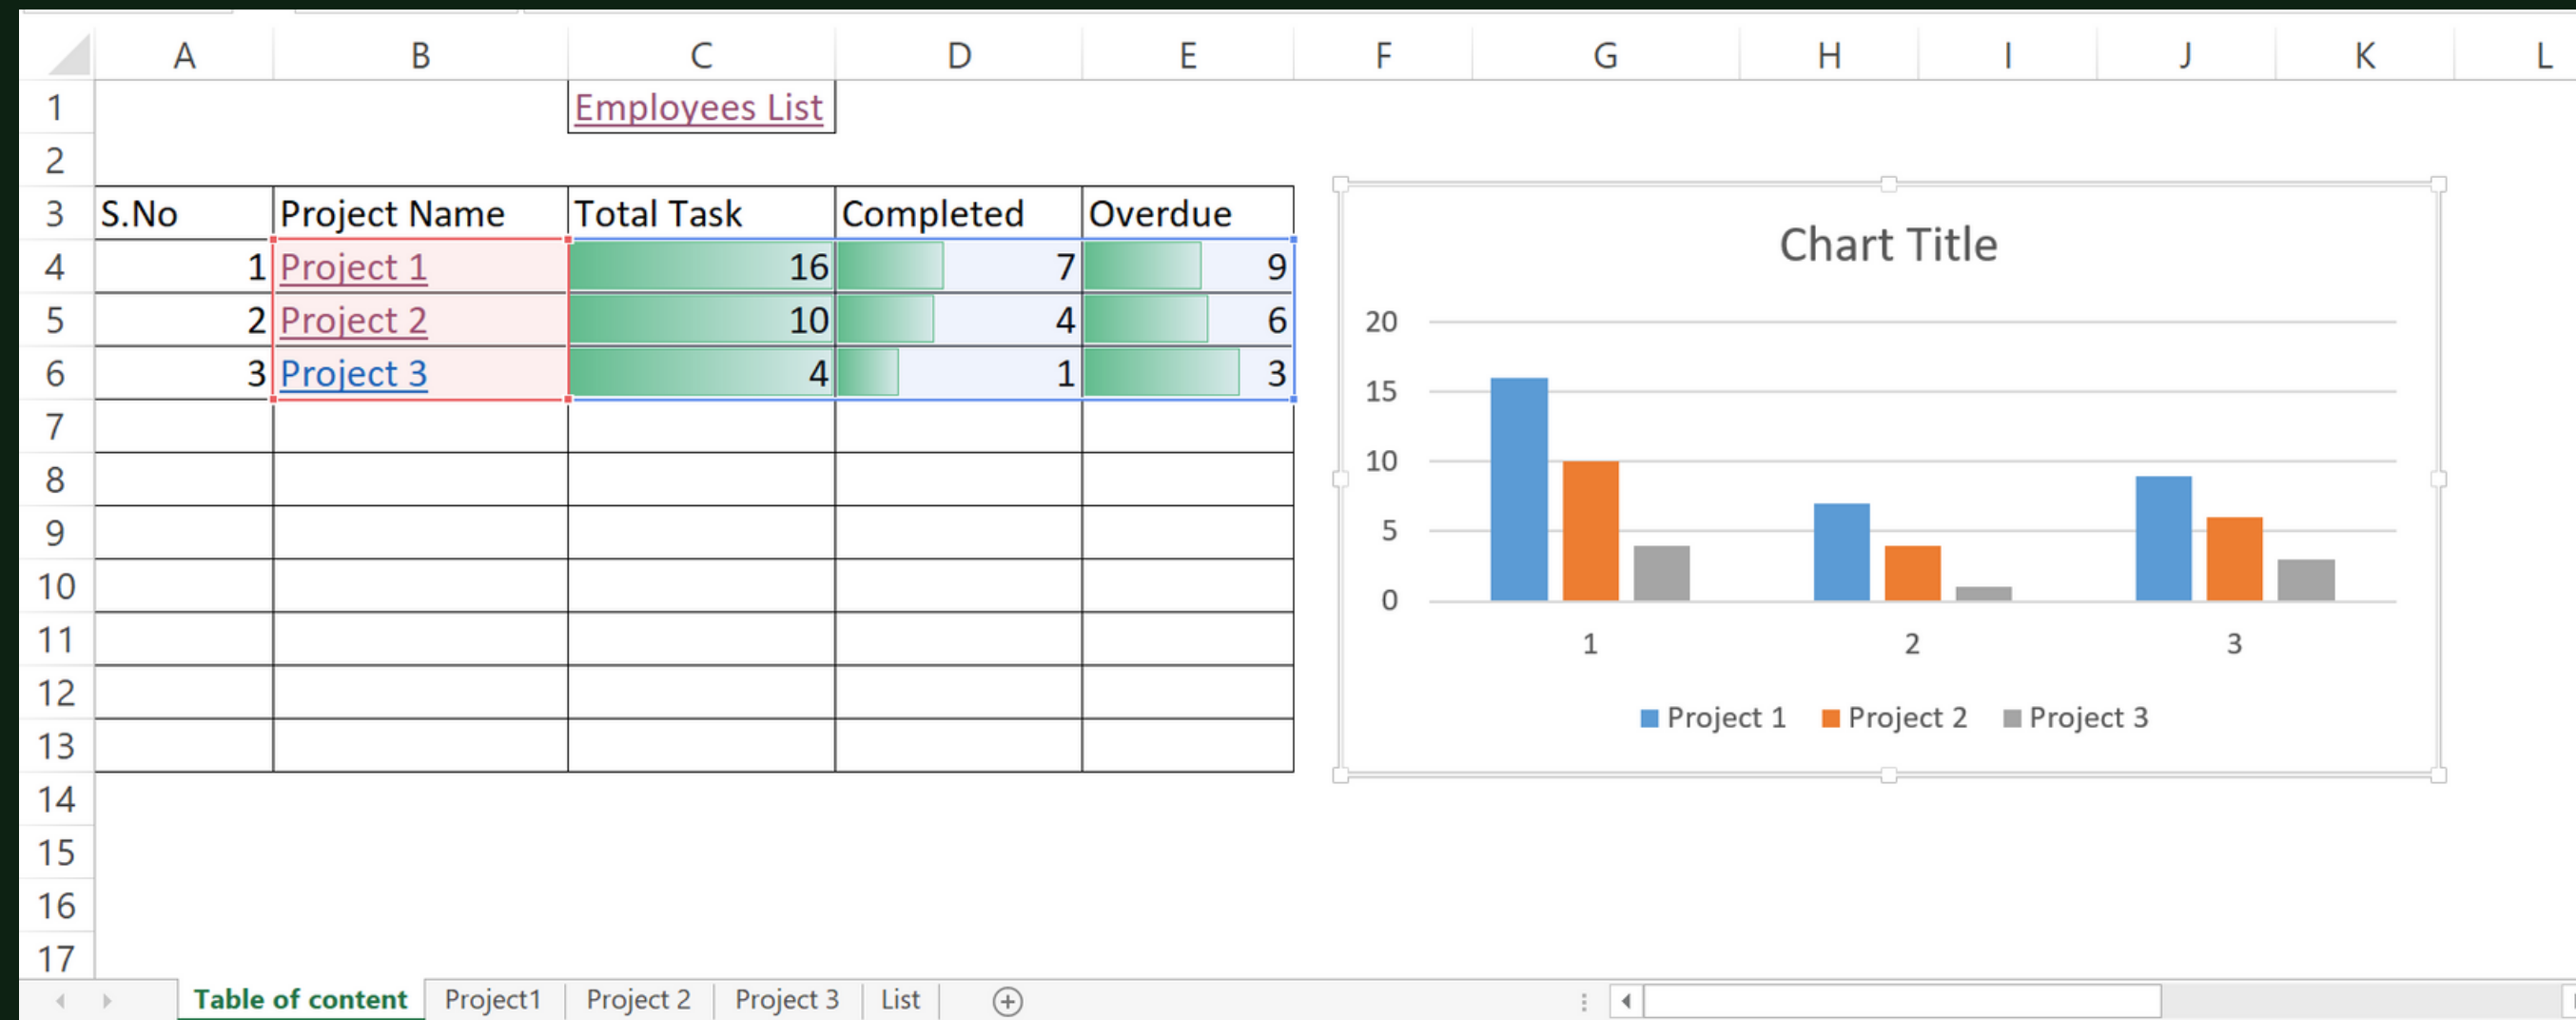 A B C D E F G H I J K L
1 Employees List
2
3 S.No Project Name Total Task Completed Overdue
4 1 Project 1 16 7 9
5 2 Project 2 10 4 6
6 3 Project 3 4 1 3
7
8
9
10
11
12
13
14
15
16
17
Chart Title
20
15
10
5
0
1 2 3
Project 1 Project 2 Project 3
Table of content Project1 Project 2 Project 3 List